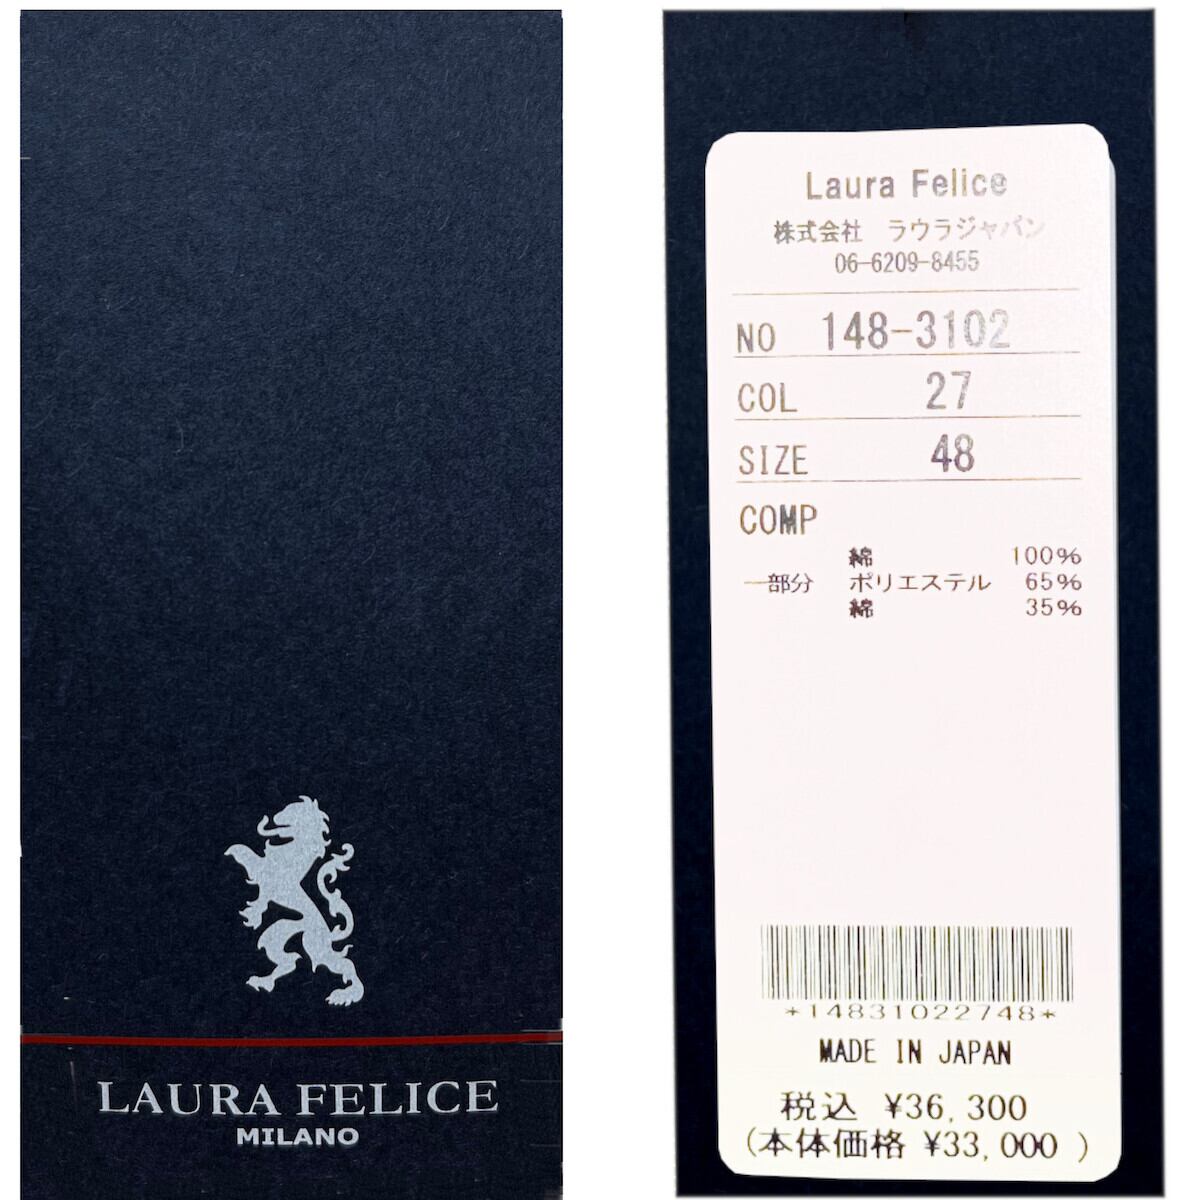 LAURA FELICE
MILANO
Laura Felice
株式会社 ラウラジャパン
06-6209-8455
NO 148-3102
COL 27
SIZE 48
COMP
綿 100%
一部分 ポリエステル 65%
綿 35%
*14831022748*
MADE IN JAPAN
税込 ¥36,300
(本体価格 ¥33,000 )